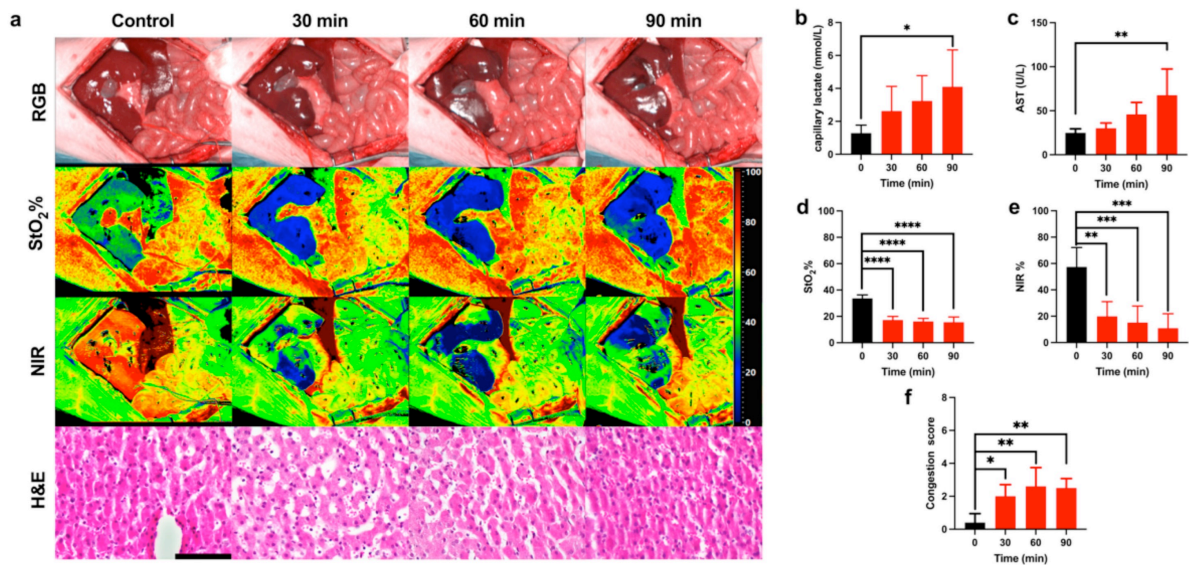 a
Control 30 min 60 min 90 min
RGB
StO2%
NIR
H&E
100
80
60
40
20
0
b
capillary lactate (mmol/L)
8
6
4
2
0
*
0 30 60 90
Time (min)
c
AST (U/L)
150
100
50
0
**
0 30 60 90
Time (min)
d
StO2%
100
80
60
40
20
0
****
****
****
0 30 60 90
Time (min)
e
NIR %
100
80
60
40
20
0
***
***
**
0 30 60 90
Time (min)
f
Congestion score
8
6
4
2
0
**
**
*
0 30 60 90
Time (min)